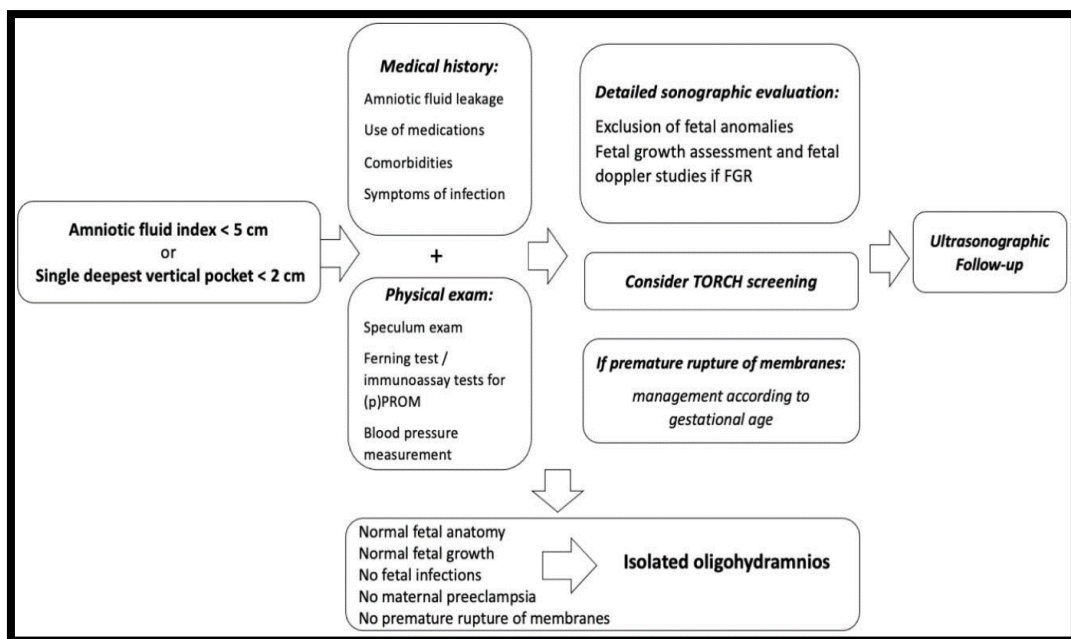 Amniotic fluid index < 5 cm
or
Single deepest vertical pocket < 2 cm
Medical history:
Amniotic fluid leakage
Use of medications
Comorbidities
Symptoms of infection
+
Physical exam:
Speculum exam
Ferning test /
immunoassay tests for
(p)PROM
Blood pressure
measurement
Detailed sonographic evaluation:
Exclusion of fetal anomalies
Fetal growth assessment and fetal
doppler studies if FGR
Consider TORCH screening
If premature rupture of membranes:
management according to
gestational age
Ultrasonographic
Follow-up
Normal fetal anatomy
Normal fetal growth
No fetal infections
No maternal preeclampsia
No premature rupture of membranes
Isolated oligohydramnios